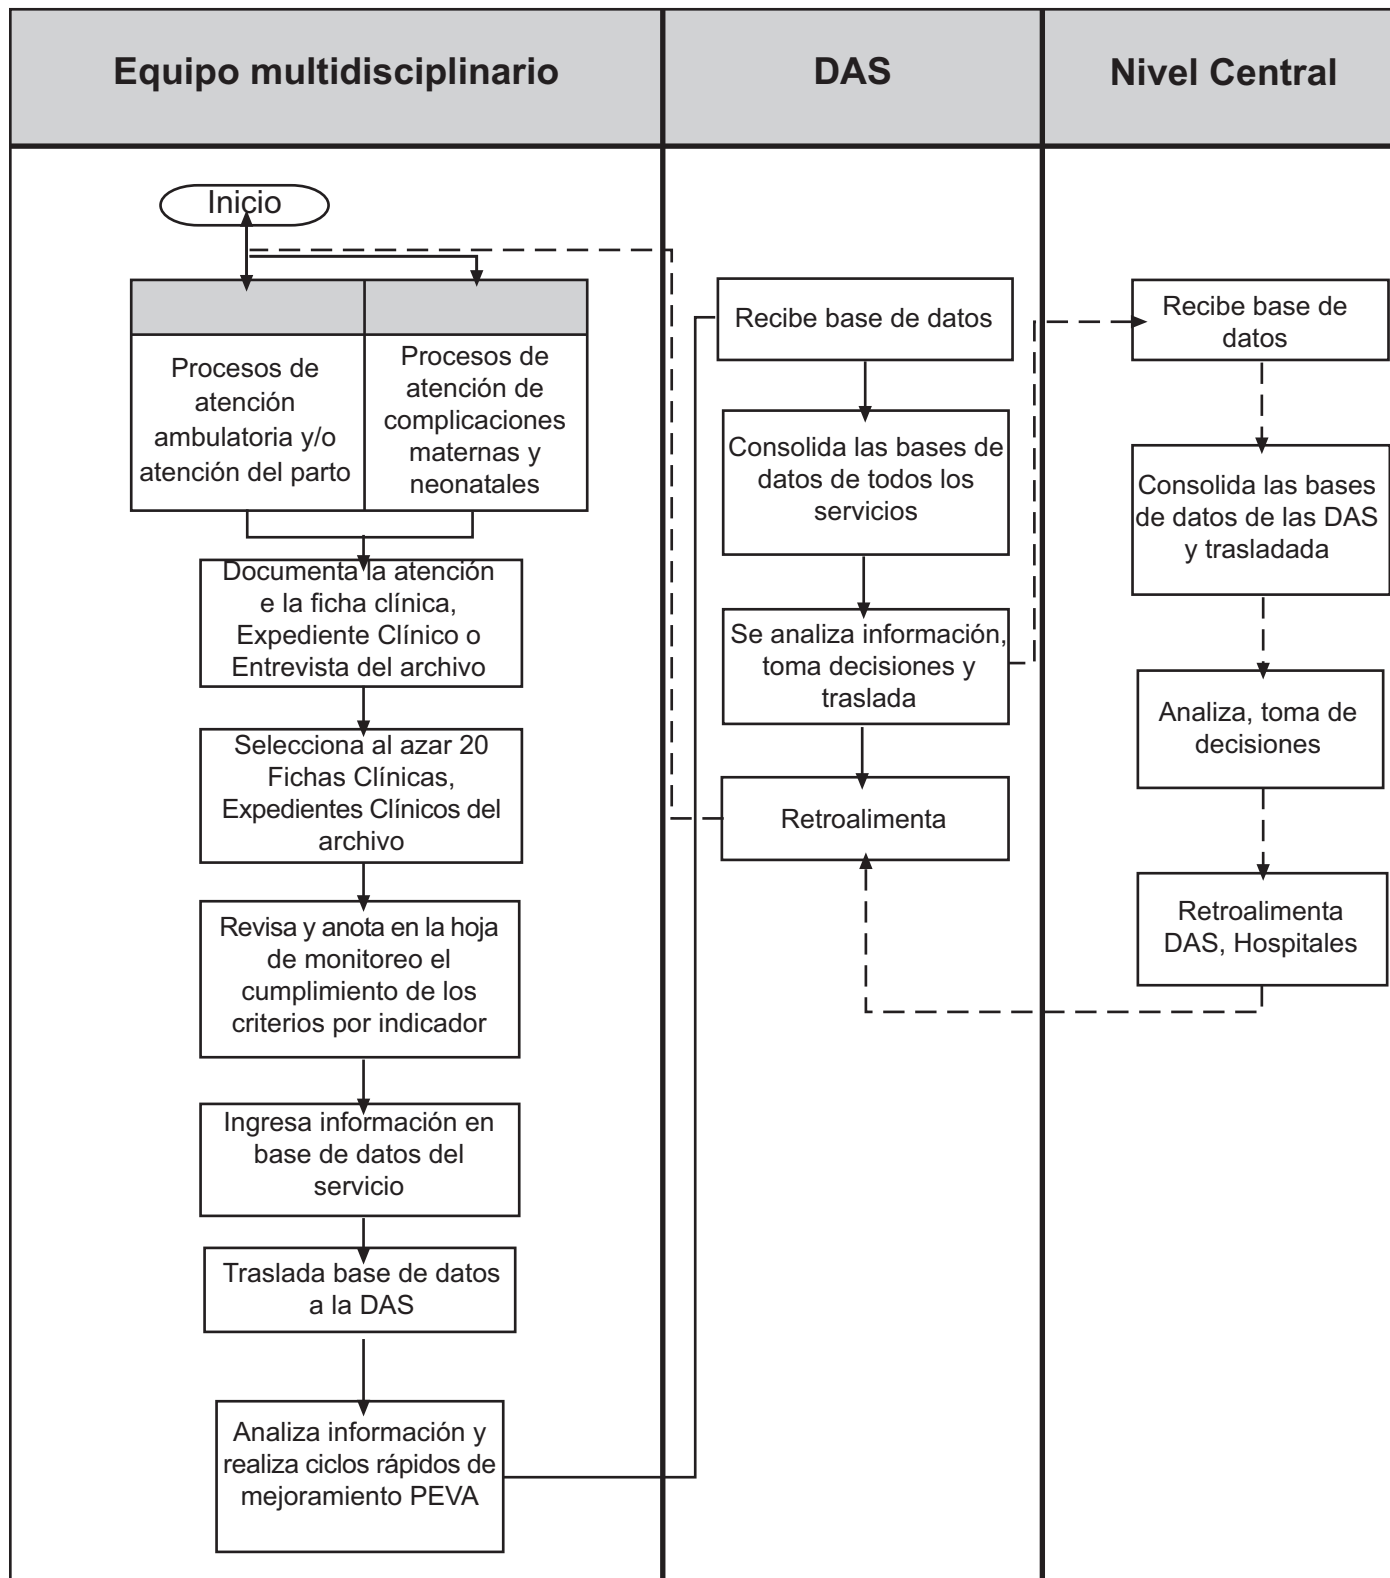 Equipo multidisciplinario
DAS
Nivel Central
Inicio
Procesos de
atención
ambulatoria y/o
atención del parto
Procesos de
atención de
complicaciones
maternas y
neonatales
Documenta la atención
e la ficha clínica,
Expediente Clínico o
Entrevista del archivo
Selecciona al azar 20
Fichas Clínicas,
Expedientes Clínicos del
archivo
Revisa y anota en la hoja
de monitoreo el
cumplimiento de los
criterios por indicador
Ingresa información en
base de datos del
servicio
Traslada base de datos
a la DAS
Analiza información y
realiza ciclos rápidos de
mejoramiento PEVA
Recibe base de datos
Consolida las bases de
datos de todos los
servicios
Se analiza información,
toma decisiones y
traslada
Retroalimenta
Recibe base de
datos
Consolida las bases
de datos de las DAS
y trasladada
Analiza, toma de
decisiones
Retroalimenta
DAS, Hospitales